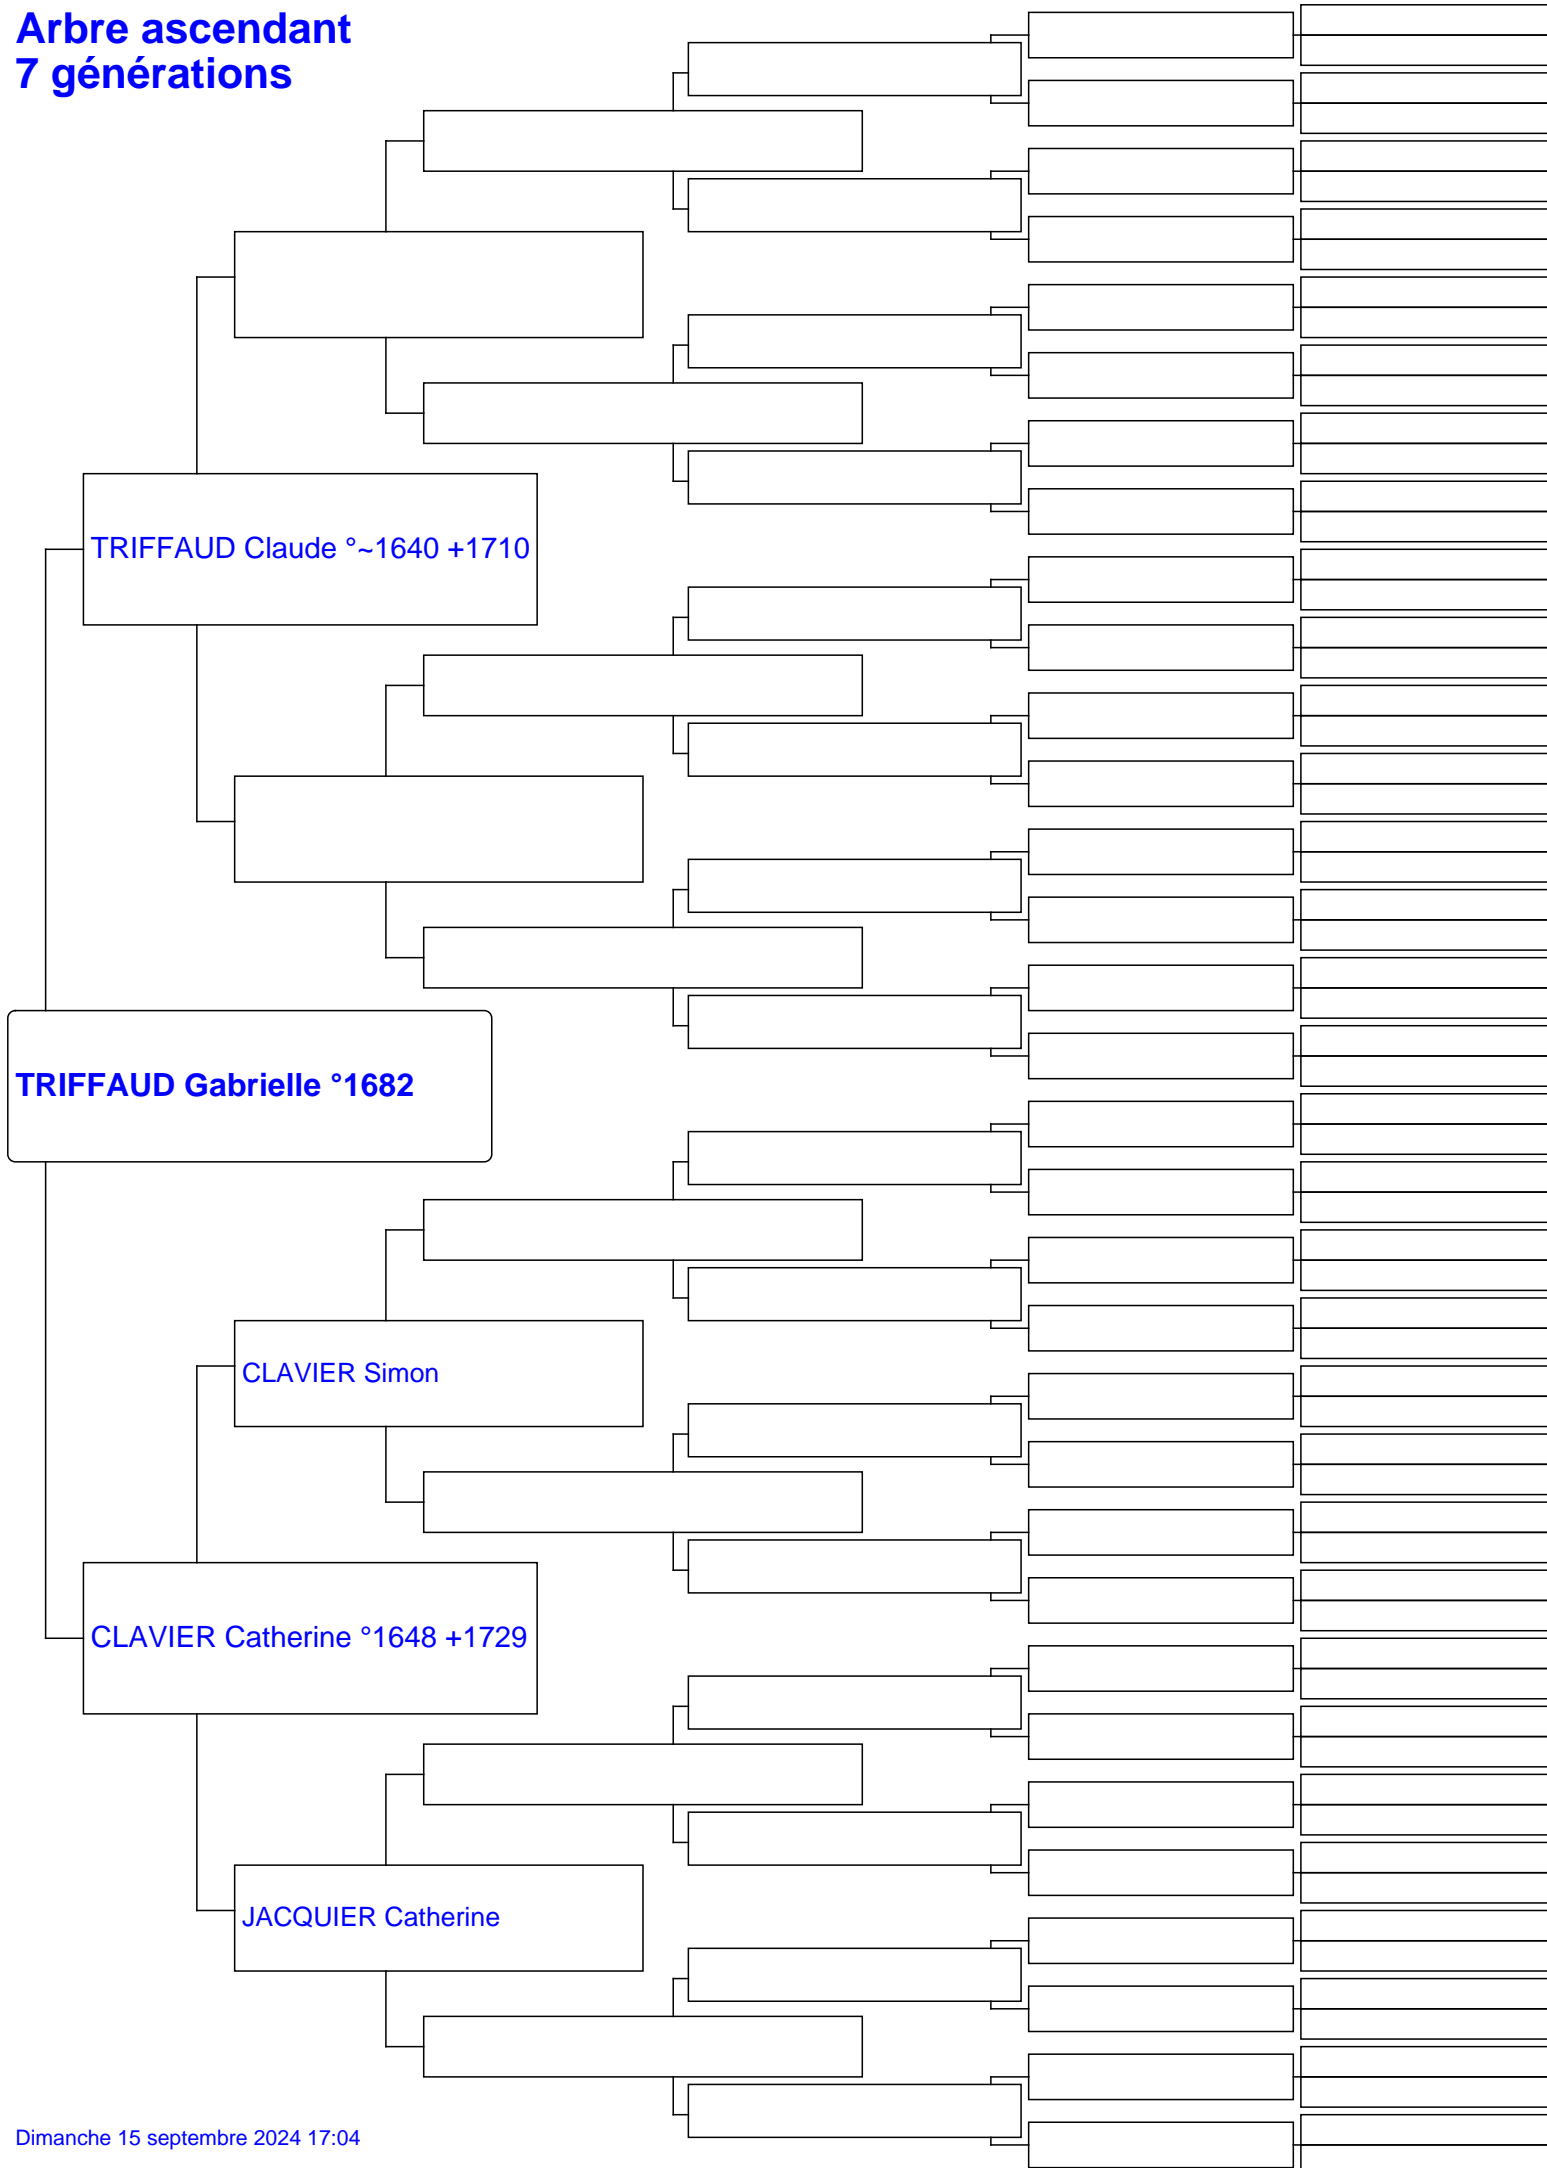 Arbre ascendant
7 générations
TRIFFAUD Claude °~1640 +1710
TRIFFAUD Gabrielle °1682
CLAVIER Simon
CLAVIER Catherine °1648 +1729
JACQUIER Catherine
Dimanche 15 septembre 2024 17:04